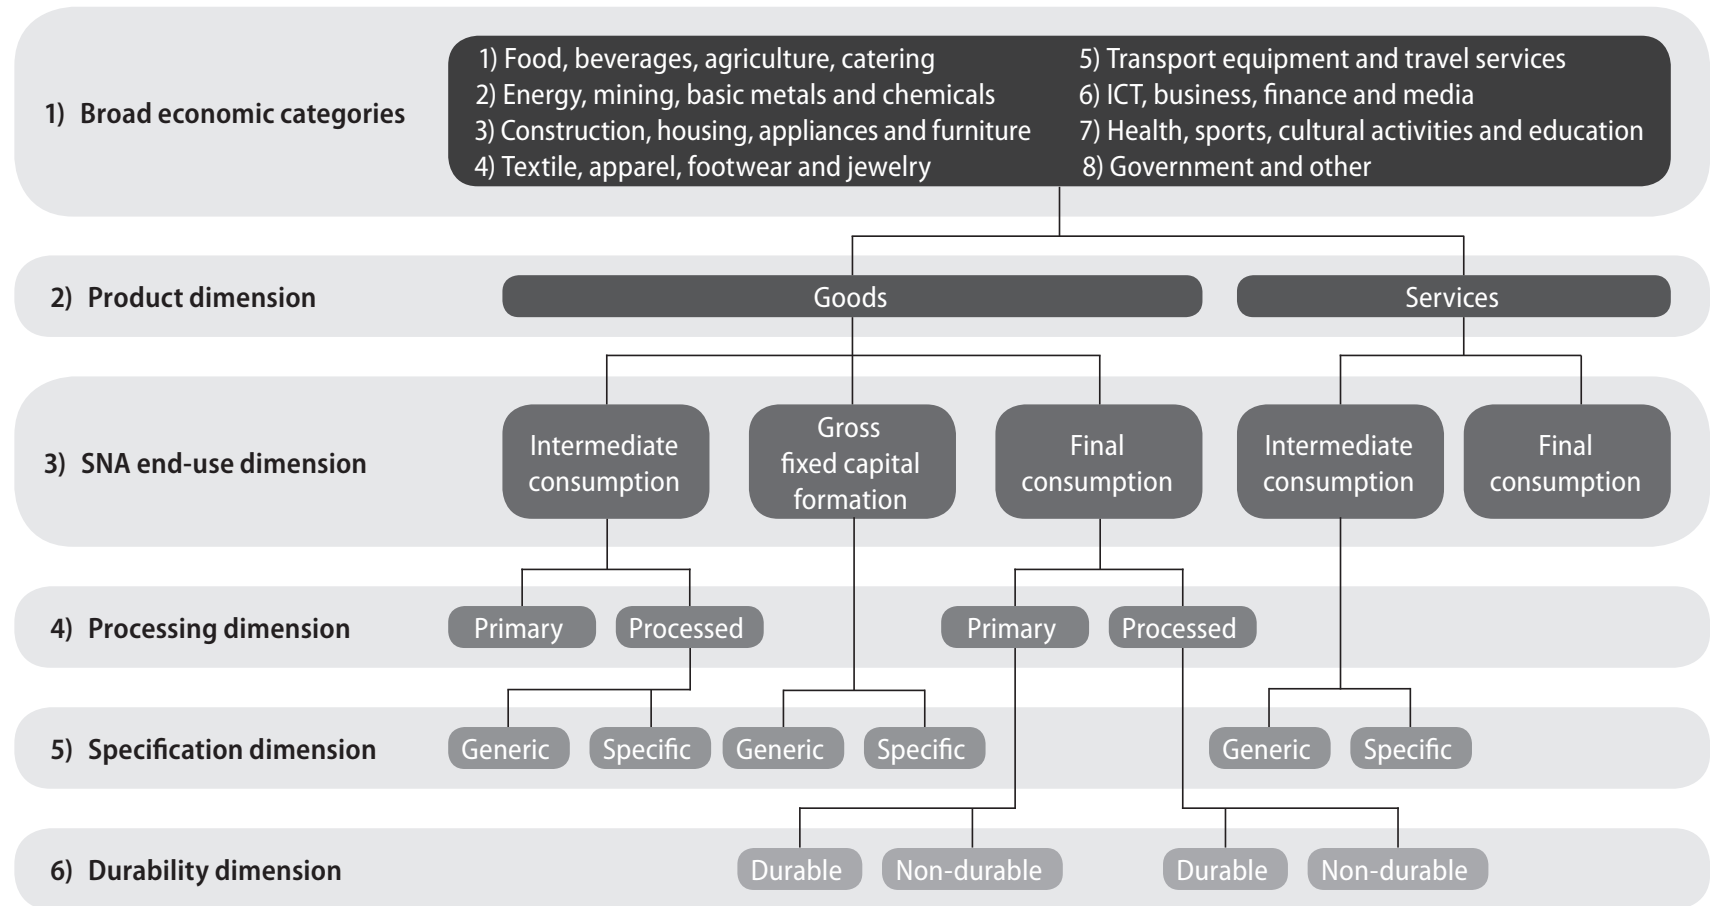 1) Broad economic categories
1) Food, beverages, agriculture, catering
2) Energy, mining, basic metals and chemicals
3) Construction, housing, appliances and furniture
4) Textile, apparel, footwear and jewelry
5) Transport equipment and travel services
6) ICT, business, finance and media
7) Health, sports, cultural activities and education
8) Government and other
2) Product dimension
Goods
Services
3) SNA end-use dimension
Intermediate
consumption
Gross
fixed capital
formation
Final
consumption
Intermediate
consumption
Final
consumption
4) Processing dimension
Primary
Processed
Primary
Processed
5) Specification dimension
Generic
Specific
Generic
Specific
Generic
Specific
6) Durability dimension
Durable
Non-durable
Durable
Non-durable